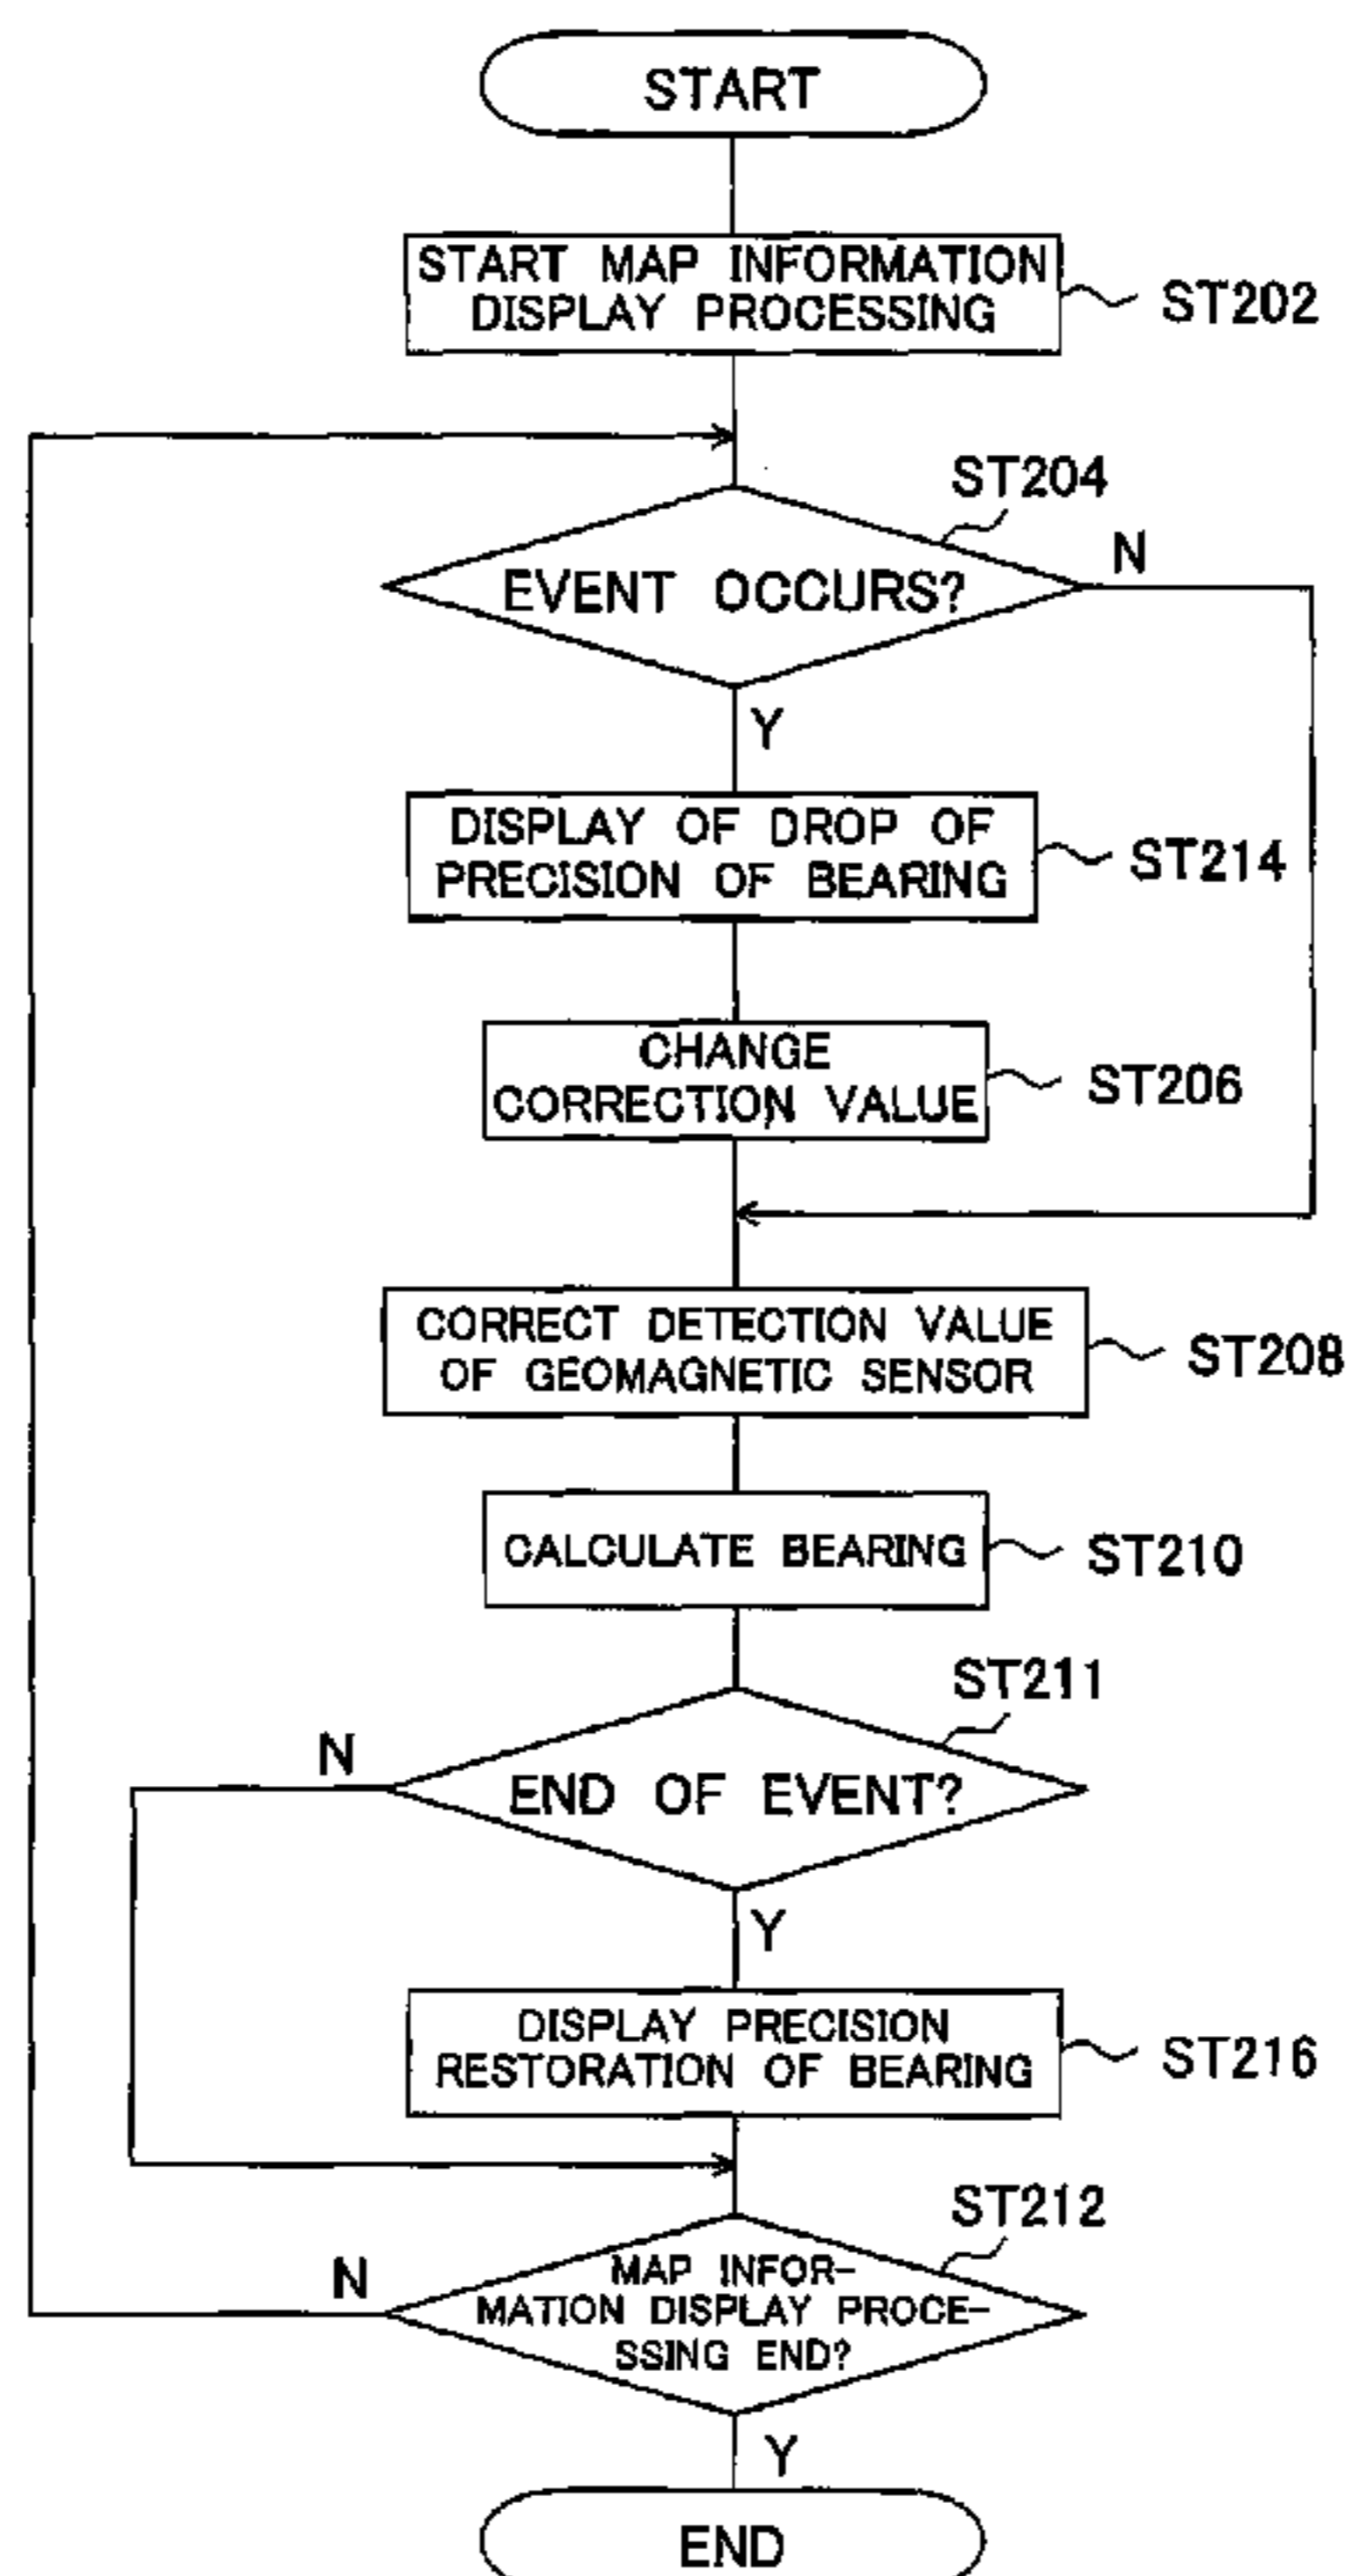 START
START MAP INFORMATION
DISPLAY PROCESSING
ST202
ST204
N
EVENT OCCURS?
Y
DISPLAY OF DROP OF
PRECISION OF BEARING
ST214
CHANGE
CORRECTION VALUE
ST206
CORRECT DETECTION VALUE
OF GEOMAGNETIC SENSOR
ST208
CALCULATE BEARING
ST210
ST211
N
END OF EVENT?
Y
DISPLAY PRECISION
RESTORATION OF BEARING
ST216
ST212
N
MAP INFOR-
MATION DISPLAY PROCE-
SSING END?
Y
END